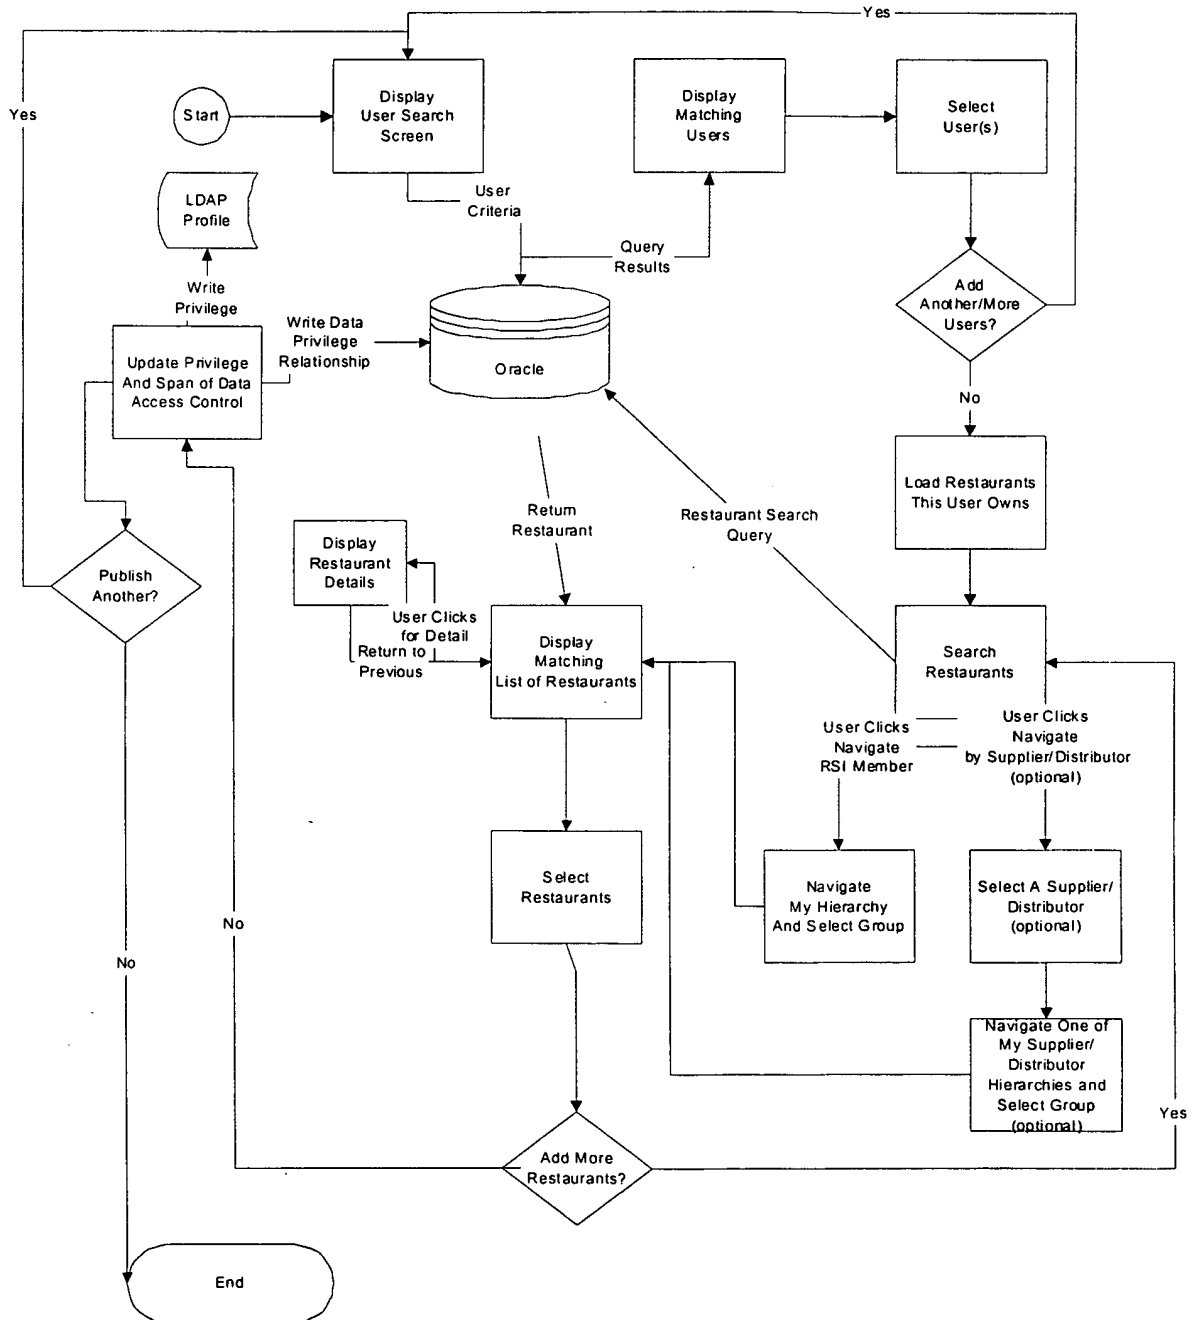 Yes
Yes
Start
Display
User Search
Screen
Display
Matching
Users
Select
User(s)
LDAP
Profile
User
Criteria
Query
Results
Write
Privilege
Write Data
Privilege
Relationship
Add
Another/More
Users?
Update Privilege
And Span of Data
Access Control
Oracle
No
Load Restaurants
This User Owns
Return
Restaurant
Restaurant Search
Query
Display
Restaurant
Details
Publish
Another?
User Clicks
for Detail
Return to
Previous
Display
Matching
List of Restaurants
Search
Restaurants
User Clicks
Navigate
RSI Member
User Clicks
Navigate
by Supplier/Distributor
(optional)
Select
Restaurants
Navigate
My Hierarchy
And Select Group
Select A Supplier/
Distributor
(optional)
No
No
Navigate One of
My Supplier/
Distributor
Hierarchies and
Select Group
(optional)
Yes
Add More
Restaurants?
End